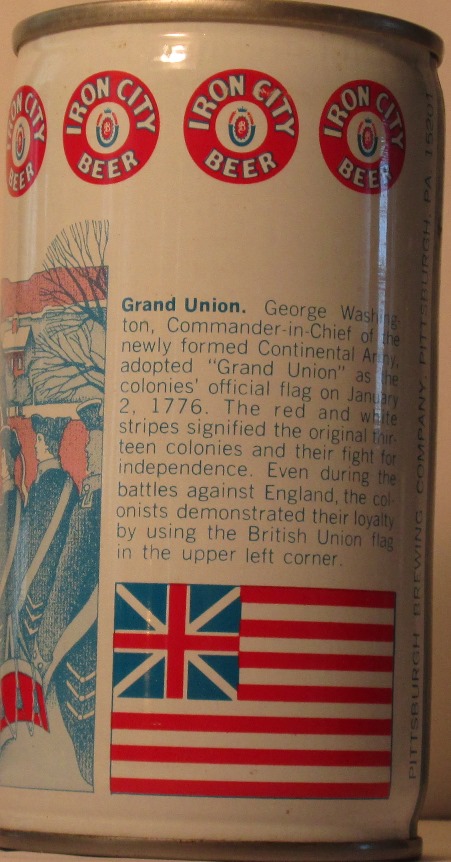 IRON CITY BEER
IRON CITY BEER
IRON CITY BEER
IRON CITY BEER
Grand Union. George Washing-
ton, Commander-in-Chief of the
newly formed Continental Army,
adopted "Grand Union" as the
colonies' official flag on January
2, 1776. The red and white
stripes signified the original thir-
teen colonies and their fight for
independence. Even during the
battles against England, the col-
onists demonstrated their loyalty
by using the British Union flag
in the upper left corner.
PITTSBURGH BREWING COMPANY, PITTSBURGH, PA. 15201